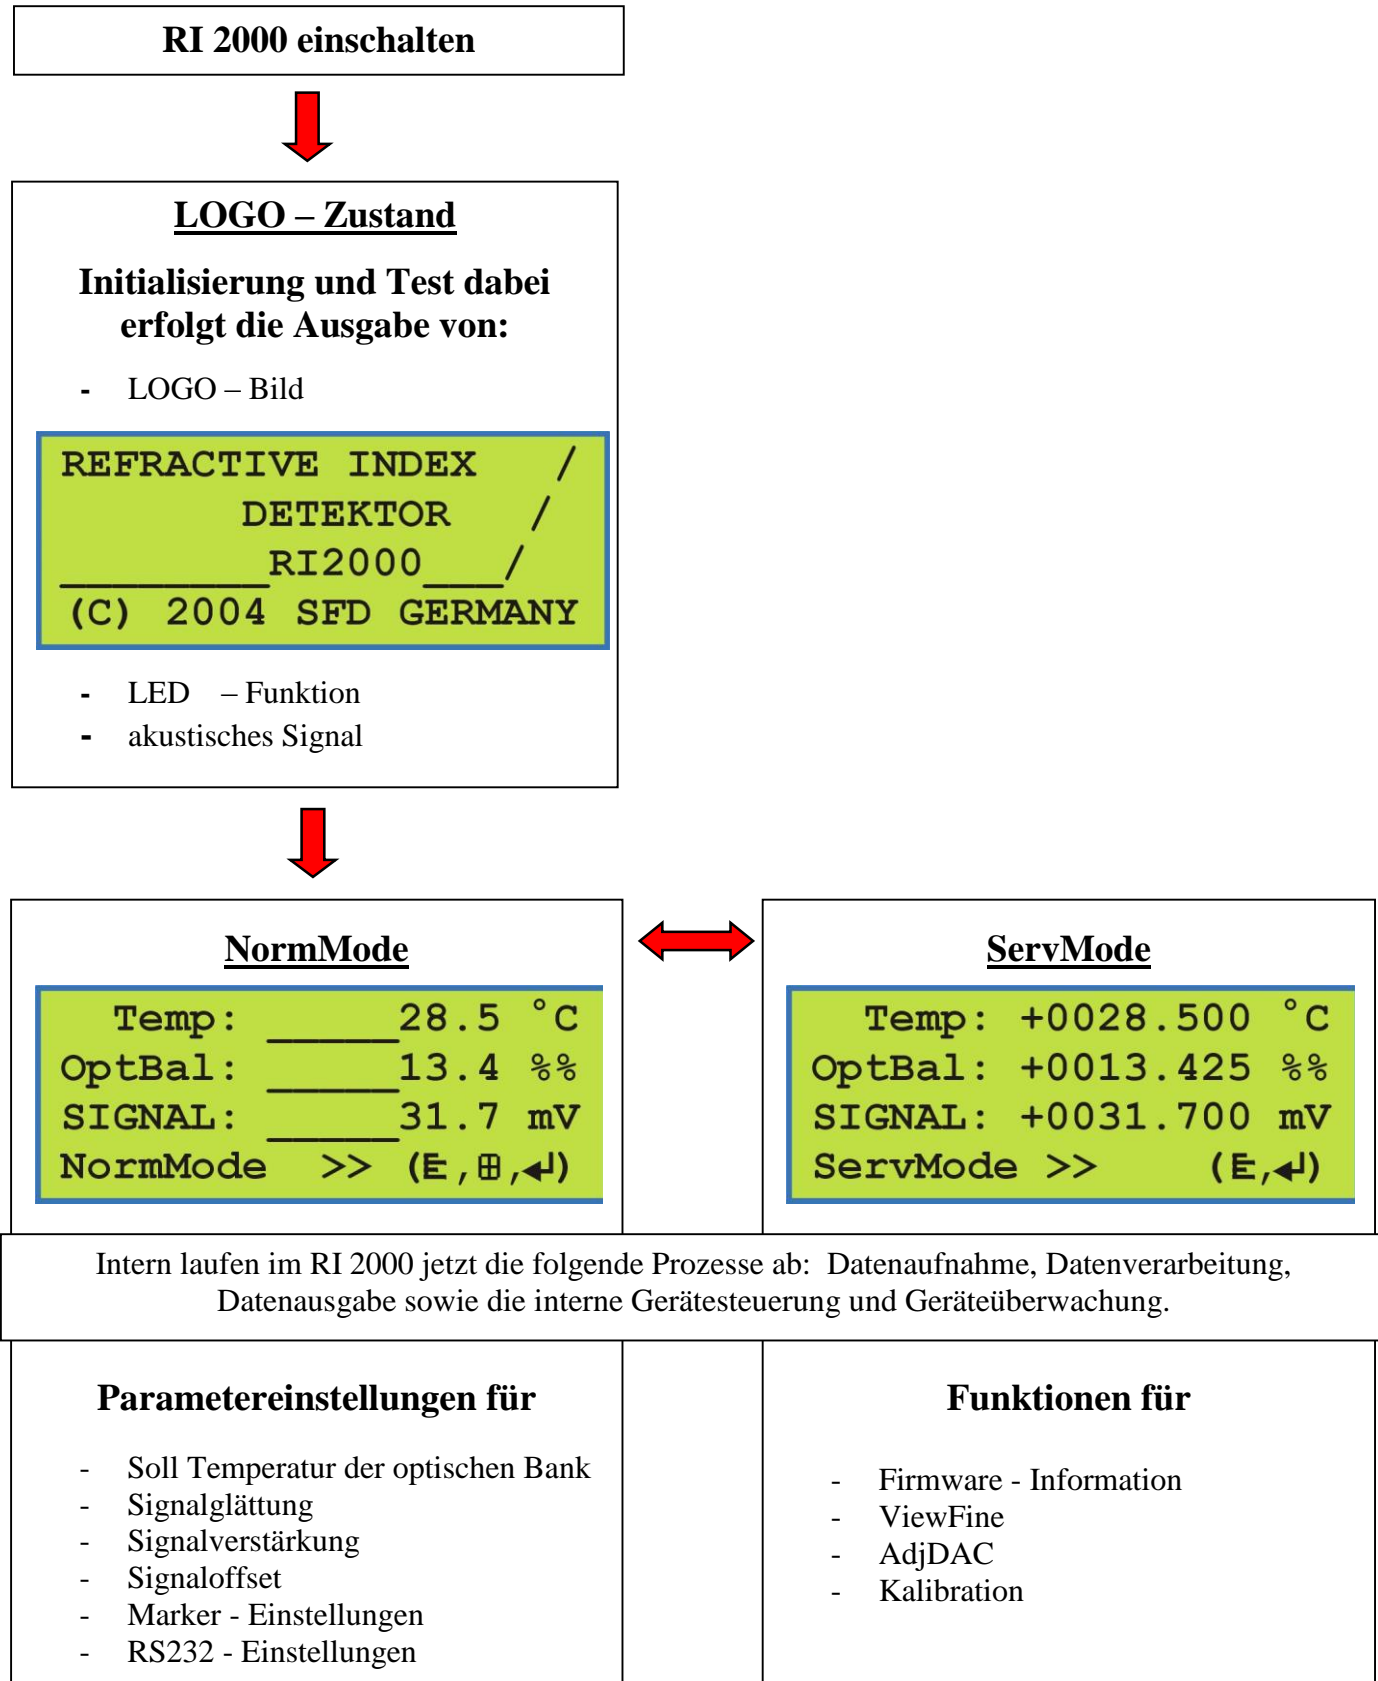 RI 2000 einschalten
LOGO – Zustand
Initialisierung und Test dabei
erfolgt die Ausgabe von:
- LOGO – Bild
REFRACTIVE INDEX /
DETEKTOR /
________RI2000___/
(C) 2004 SFD GERMANY
- LED – Funktion
- akustisches Signal
NormMode
Temp: _____28.5 °C
OptBal: _____13.4 %%
SIGNAL: _____31.7 mV
NormMode >> (E,⊞,↵)
ServMode
Temp: +0028.500 °C
OptBal: +0013.425 %%
SIGNAL: +0031.700 mV
ServMode >> (E,↵)
Intern laufen im RI 2000 jetzt die folgende Prozesse ab: Datenaufnahme, Datenverarbeitung,
Datenausgabe sowie die interne Gerätesteuerung und Geräteüberwachung.
Parametereinstellungen für
- Soll Temperatur der optischen Bank
- Signalglättung
- Signalverstärkung
- Signaloffset
- Marker - Einstellungen
- RS232 - Einstellungen
Funktionen für
- Firmware - Information
- ViewFine
- AdjDAC
- Kalibration